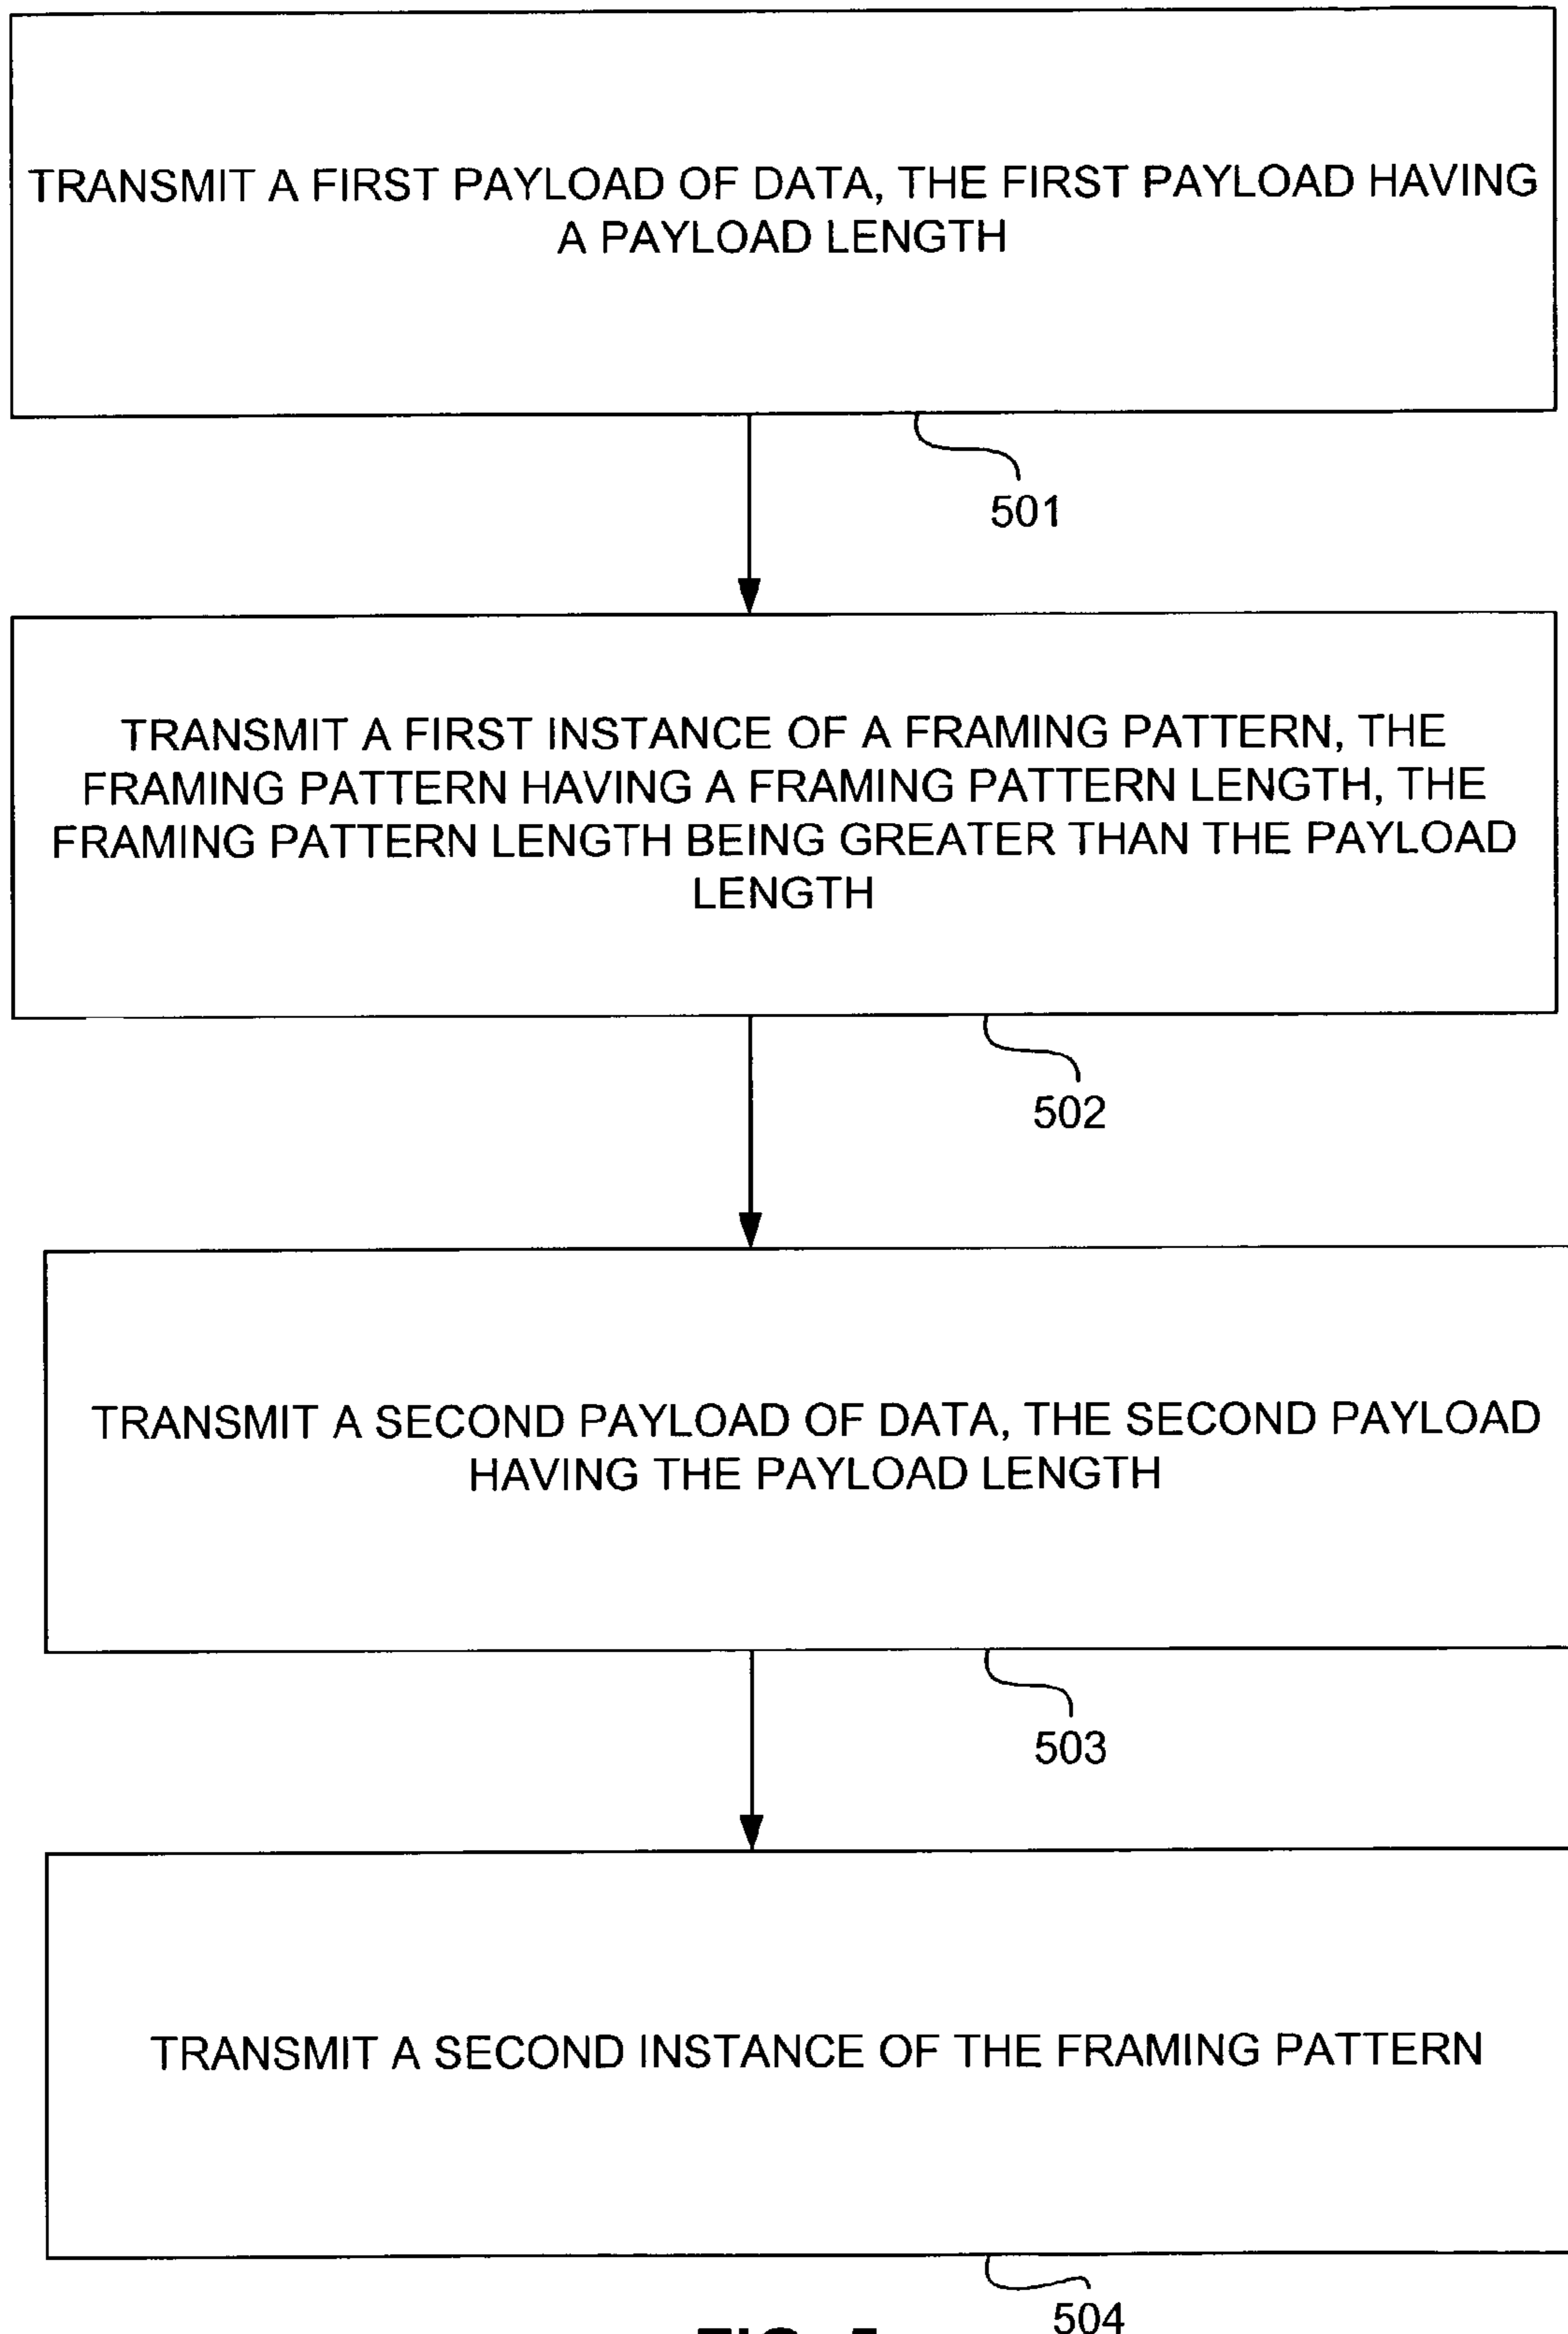 TRANSMIT A FIRST PAYLOAD OF DATA, THE FIRST PAYLOAD HAVING
A PAYLOAD LENGTH
501
TRANSMIT A FIRST INSTANCE OF A FRAMING PATTERN, THE
FRAMING PATTERN HAVING A FRAMING PATTERN LENGTH, THE
FRAMING PATTERN LENGTH BEING GREATER THAN THE PAYLOAD
LENGTH
502
TRANSMIT A SECOND PAYLOAD OF DATA, THE SECOND PAYLOAD
HAVING THE PAYLOAD LENGTH
503
TRANSMIT A SECOND INSTANCE OF THE FRAMING PATTERN
504